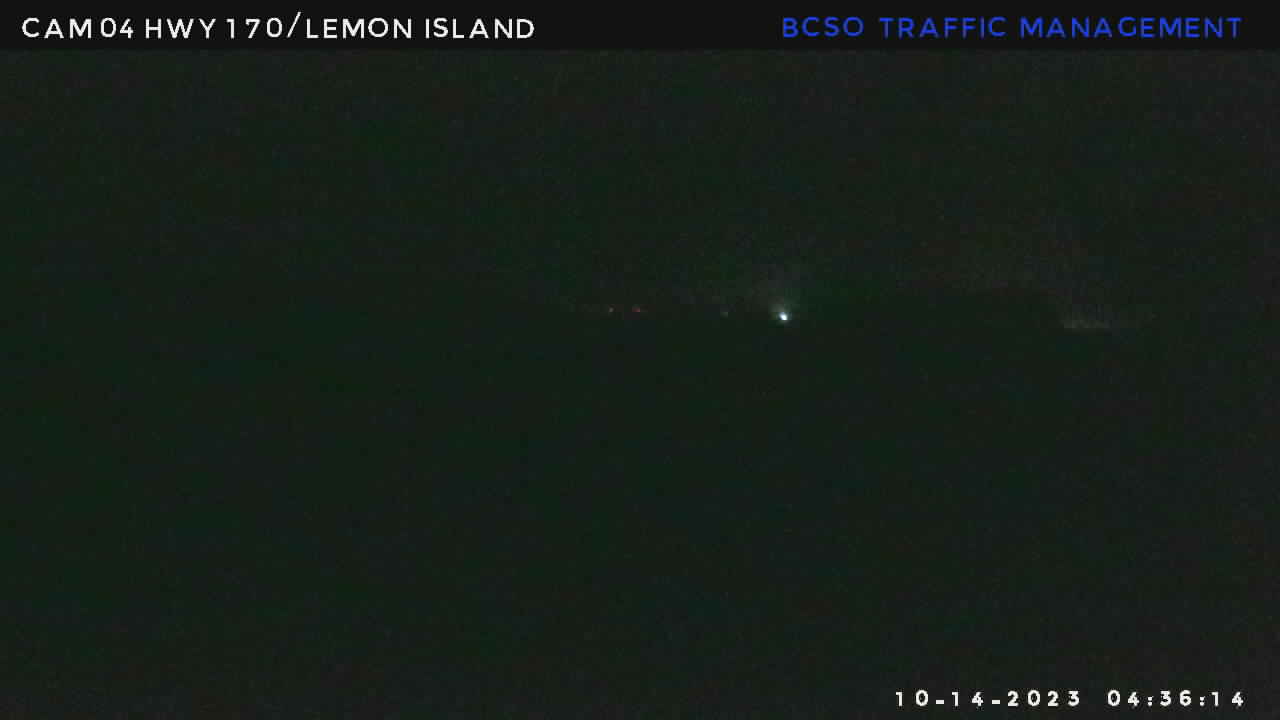 CAM04 HWY 170/LEMON ISLAND
BCSO TRAFFIC MANAGEMENT
10-14-2023 04:36:14